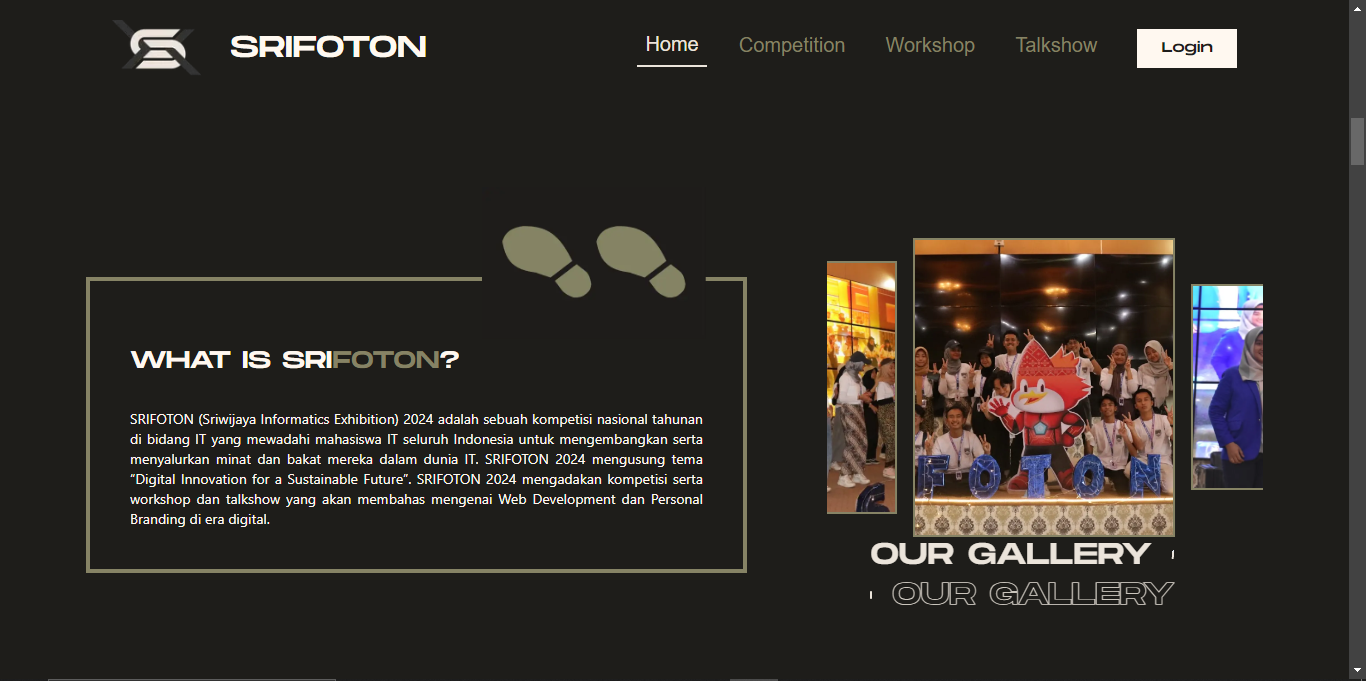 SRIFOTON
Home
Competition
Workshop
Talkshow
Login
WHAT IS SRIFOTON?
SRIFOTON (Sriwijaya Informatics Exhibition) 2024 adalah sebuah kompetisi nasional tahunan
di bidang IT yang mewadahi mahasiswa IT seluruh Indonesia untuk mengembangkan serta
menyalurkan minat dan bakat mereka dalam dunia IT. SRIFOTON 2024 mengusung tema
“Digital Innovation for a Sustainable Future”. SRIFOTON 2024 mengadakan kompetisi serta
workshop dan talkshow yang akan membahas mengenai Web Development dan Personal
Branding di era digital.
FOTON
OUR GALLERY
OUR GALLERY